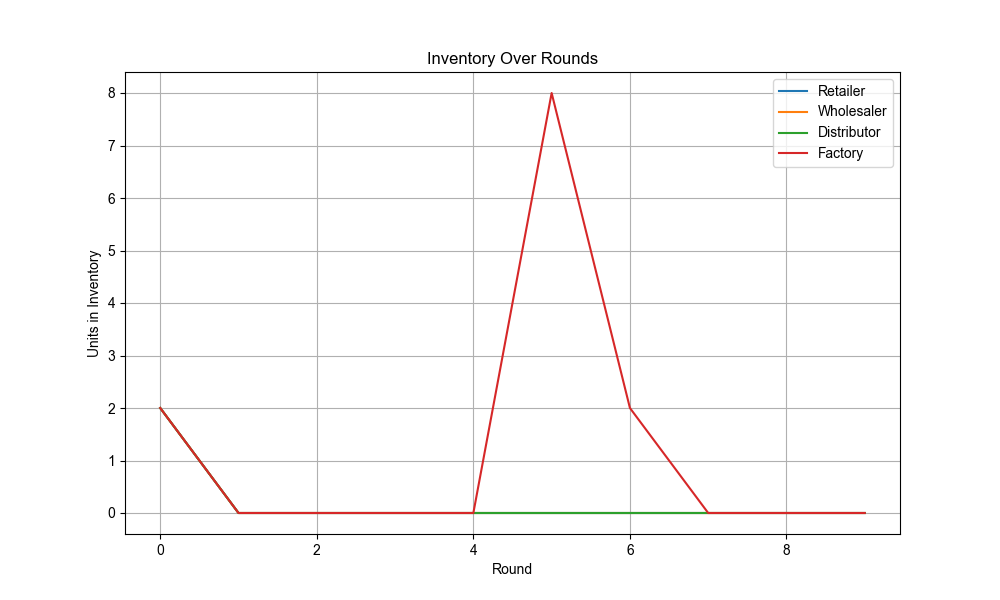 Inventory Over Rounds
Retailer
Wholesaler
Distributor
Factory
Units in Inventory
8
7
6
5
4
3
2
1
0
0 2 4 6 8
Round